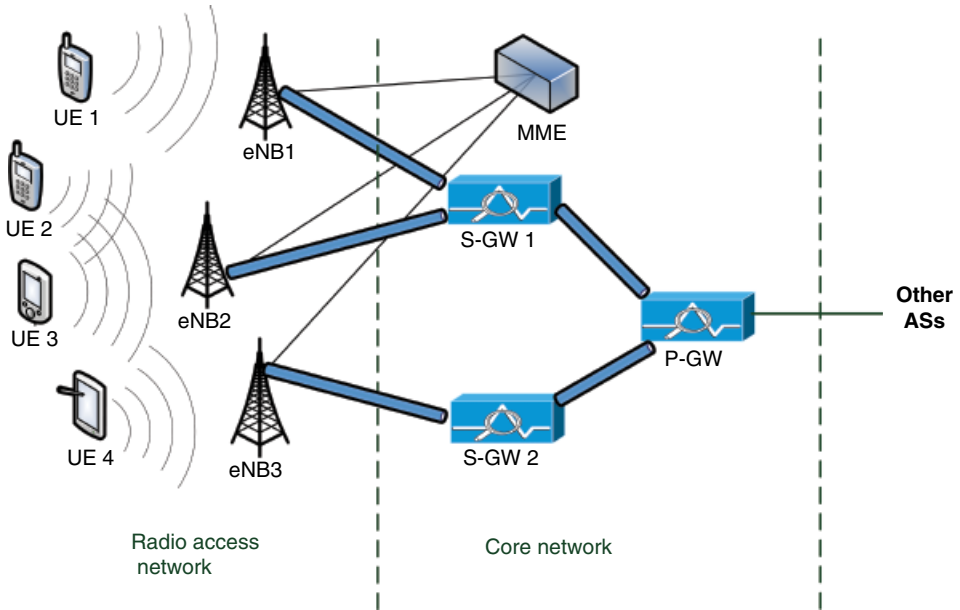 UE 1
eNB1
MME
UE 2
S-GW 1
UE 3
eNB2
P-GW
Other
ASs
UE 4
eNB3
S-GW 2
Radio access
network
Core network